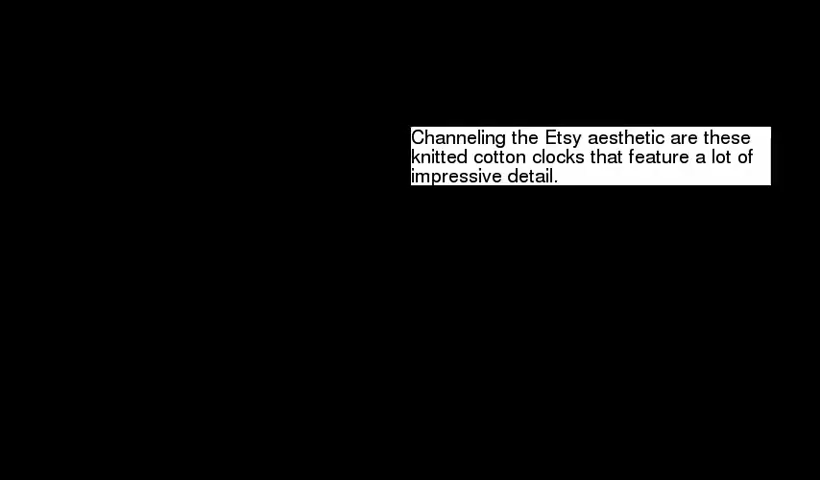 Channeling the Etsy aesthetic are these
knitted cotton clocks that feature a lot of
impressive detail.